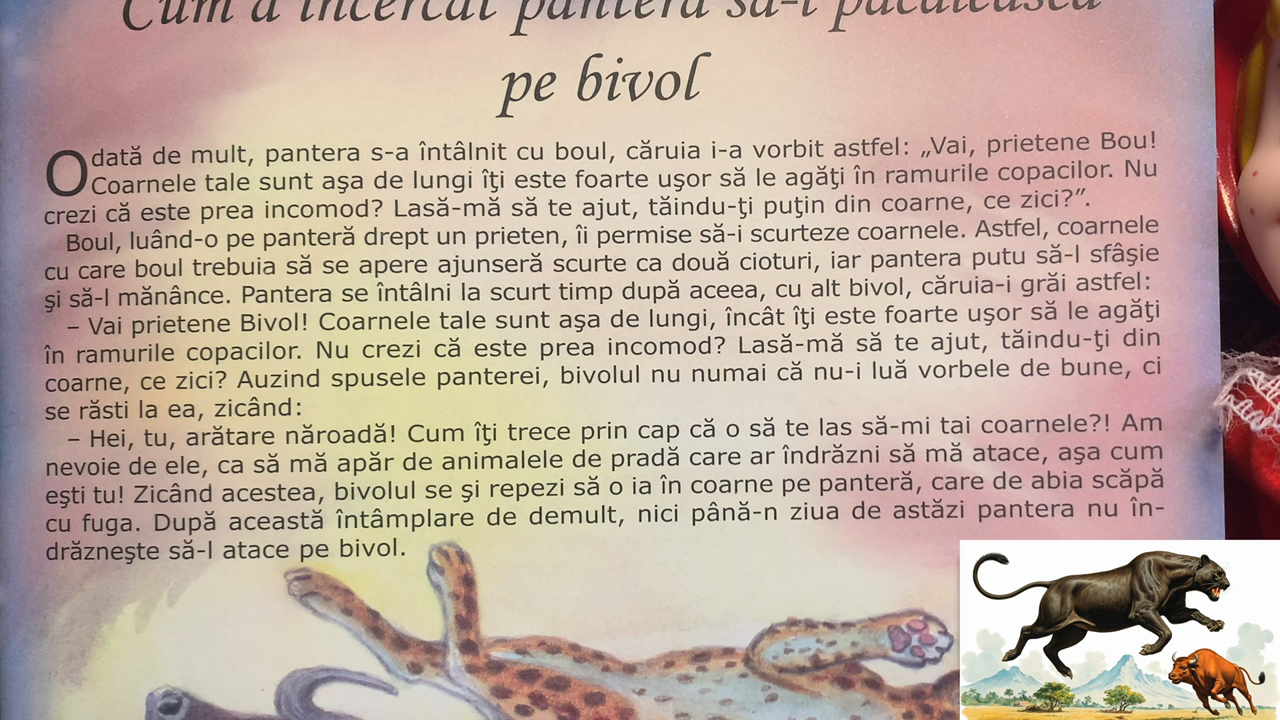 Cum a încercat pantera să-l păcălească
pe bivol
Odată de mult, pantera s-a întâlnit cu boul, căruia i-a vorbit astfel: „Vai, prietene Bou!
Coarnele tale sunt aşa de lungi îţi este foarte uşor să le agăţi în ramurile copacilor. Nu
crezi că este prea incomod? Lasă-mă să te ajut, tăindu-ţi puţin din coarne, ce zici?”.
Boul, luând-o pe panteră drept un prieten, îi permise să-i scurteze coarnele. Astfel, coarnele
cu care boul trebuia să se apere ajunseră scurte ca două cioturi, iar pantera putu să-l sfâşie
şi să-l mănânce. Pantera se întâlni la scurt timp după aceea, cu alt bivol, căruia-i grăi astfel:
– Vai prietene Bivol! Coarnele tale sunt aşa de lungi, încât îţi este foarte uşor să le agăţi
în ramurile copacilor. Nu crezi că este prea incomod? Lasă-mă să te ajut, tăindu-ţi din
coarne, ce zici? Auzind spusele panterei, bivolul nu numai că nu-i luă vorbele de bune, ci
se răsti la ea, zicând:
– Hei, tu, arătare năroadă! Cum îţi trece prin cap că o să te las să-mi tai coarnele?! Am
nevoie de ele, ca să mă apăr de animalele de pradă care ar îndrăzni să mă atace, aşa cum
eşti tu! Zicând acestea, bivolul se şi repezi să o ia în coarne pe panteră, care de abia scăpă
cu fuga. După această întâmplare de demult, nici până-n ziua de astăzi pantera nu în-
drăzneşte să-l atace pe bivol.